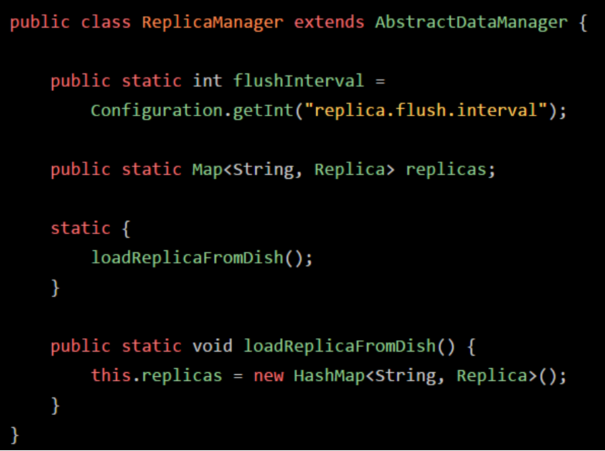 public class ReplicaManager extends AbstractDataManager {
public static int flushInterval =
Configuration.getInt("replica.flush.interval");
public static Map<String, Replica> replicas;
static {
loadReplicaFromDish();
}
public static void loadReplicaFromDish() {
this.replicas = new HashMap<String, Replica>();
}
}